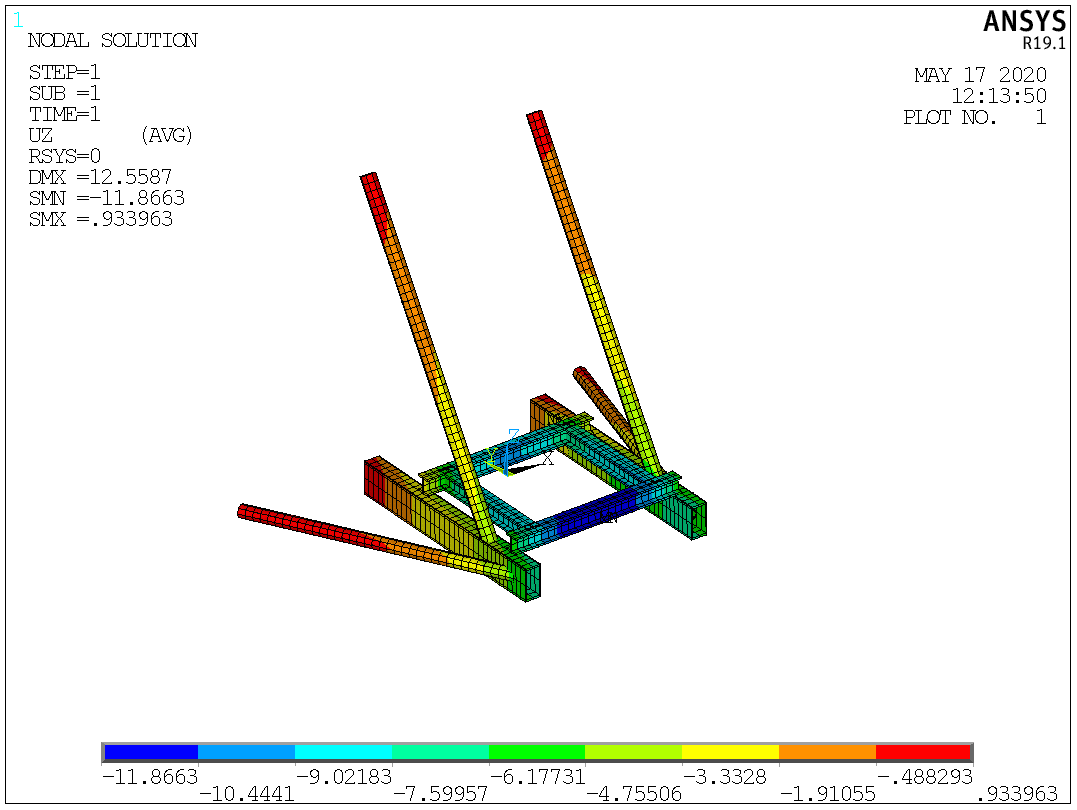 1
NODAL SOLUTION
STEP=1
SUB =1
TIME=1
UZ (AVG)
RSYS=0
DMX =12.5587
SMN =-11.8663
SMX =.933963
ANSYS
R19.1
MAY 17 2020
12:13:50
PLOT NO. 1
Z
X
-11.8663 -9.02183 -6.17731 -3.3328 -.488293
-10.4441 -7.59957 -4.75506 -1.91055 .933963